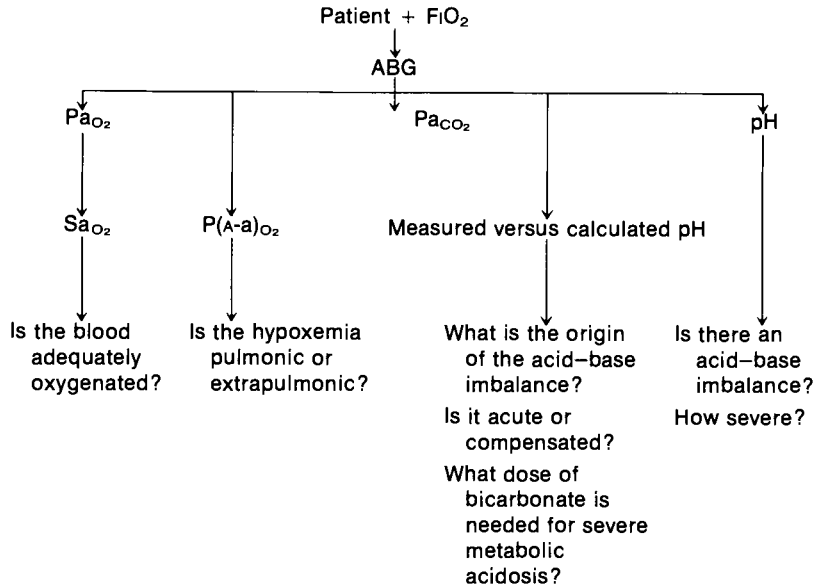 Patient + FIO2
ABG
PaO2
PaCO2
pH
SaO2
P(A-a)O2
Measured versus calculated pH
Is the blood
adequately
oxygenated?
Is the hypoxemia
pulmonic or
extrapulmonic?
What is the origin
of the acid–base
imbalance?
Is it acute or
compensated?
What dose of
bicarbonate is
needed for severe
metabolic
acidosis?
Is there an
acid–base
imbalance?
How severe?